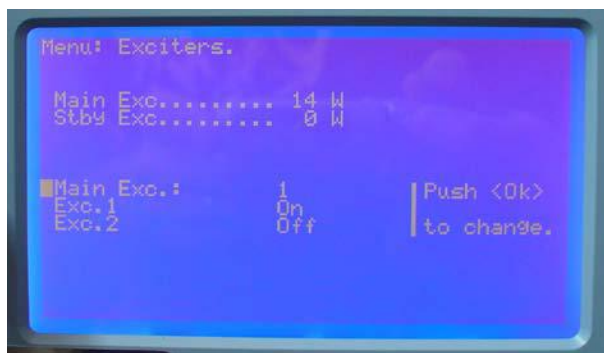 Menu: Exciters.
Main Exc.......... 14 W
Stby Exc.......... 0 W
Main Exc.: 1
Exc.1 On
Exc.2 Off
Push <Ok>
to change.